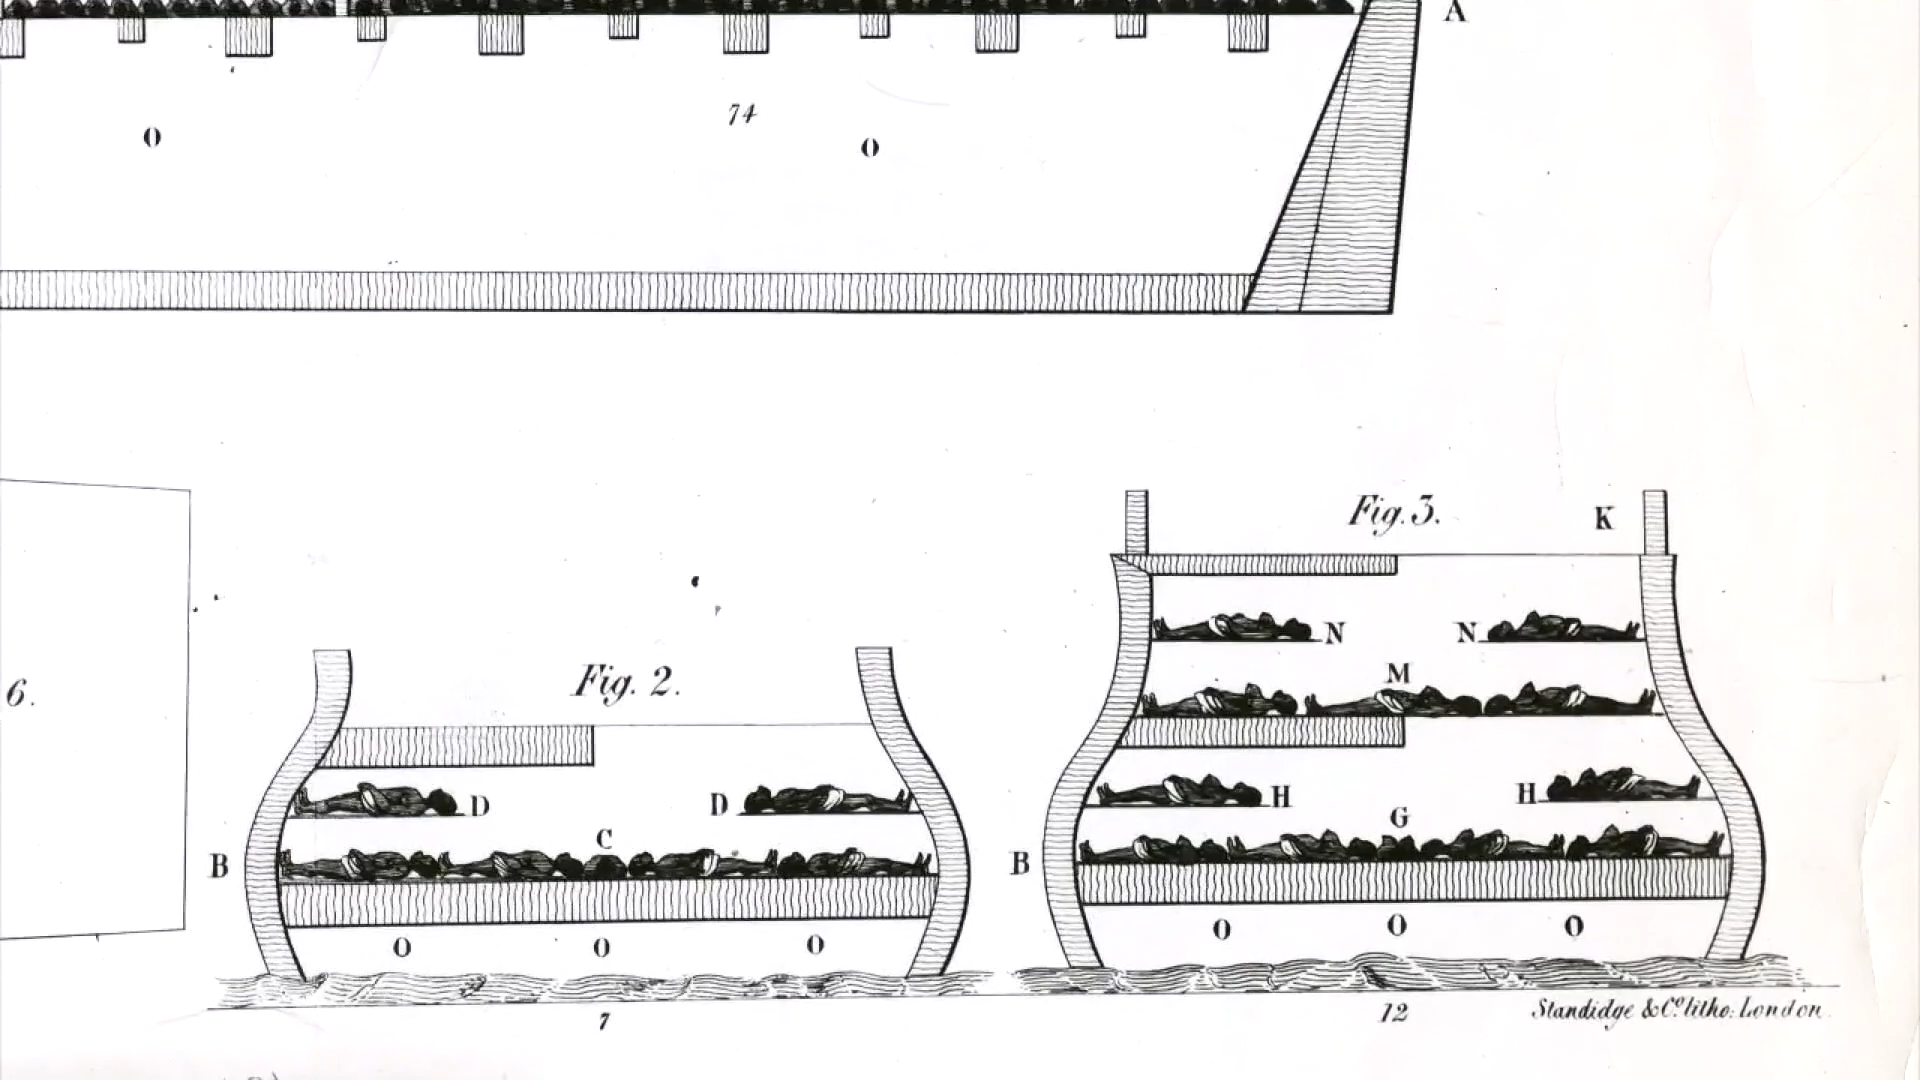 A
74
O O
Fig. 3. K
N N
6.
Fig. 2.
M
D D
H H
C
G
B
B
O O O
O O O
7
12 Standidge & Co. litho: London.